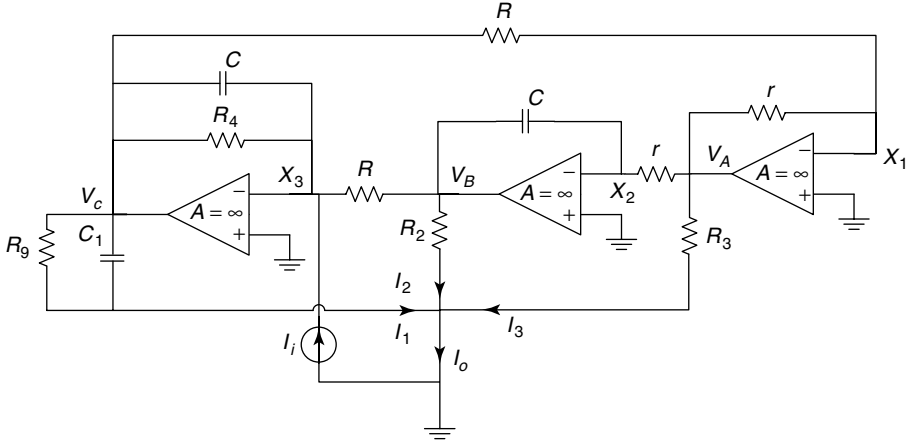 R
C
r
R4
X3
R
VB
C
r
VA
−
X1
Vc
−
A = ∞
+
−
A = ∞
+
X2
A = ∞
+
R9
C1
R2
R3
I2
I1
I3
Ii
Io